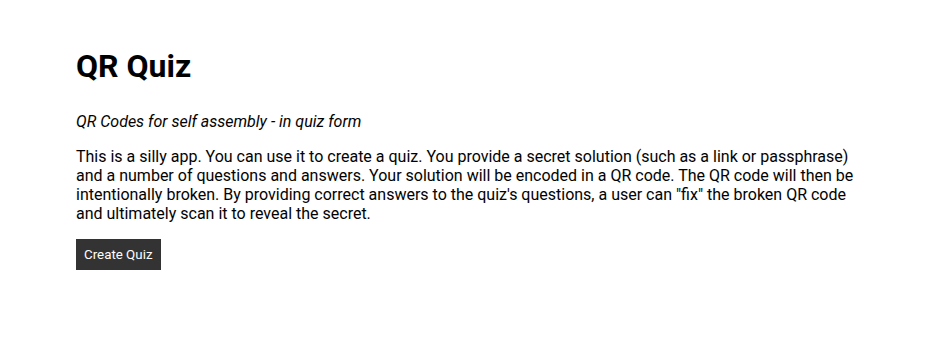 QR Quiz
QR Codes for self assembly - in quiz form
This is a silly app. You can use it to create a quiz. You provide a secret solution (such as a link or passphrase)
and a number of questions and answers. Your solution will be encoded in a QR code. The QR code will then be
intentionally broken. By providing correct answers to the quiz's questions, a user can "fix" the broken QR code
and ultimately scan it to reveal the secret.
Create Quiz